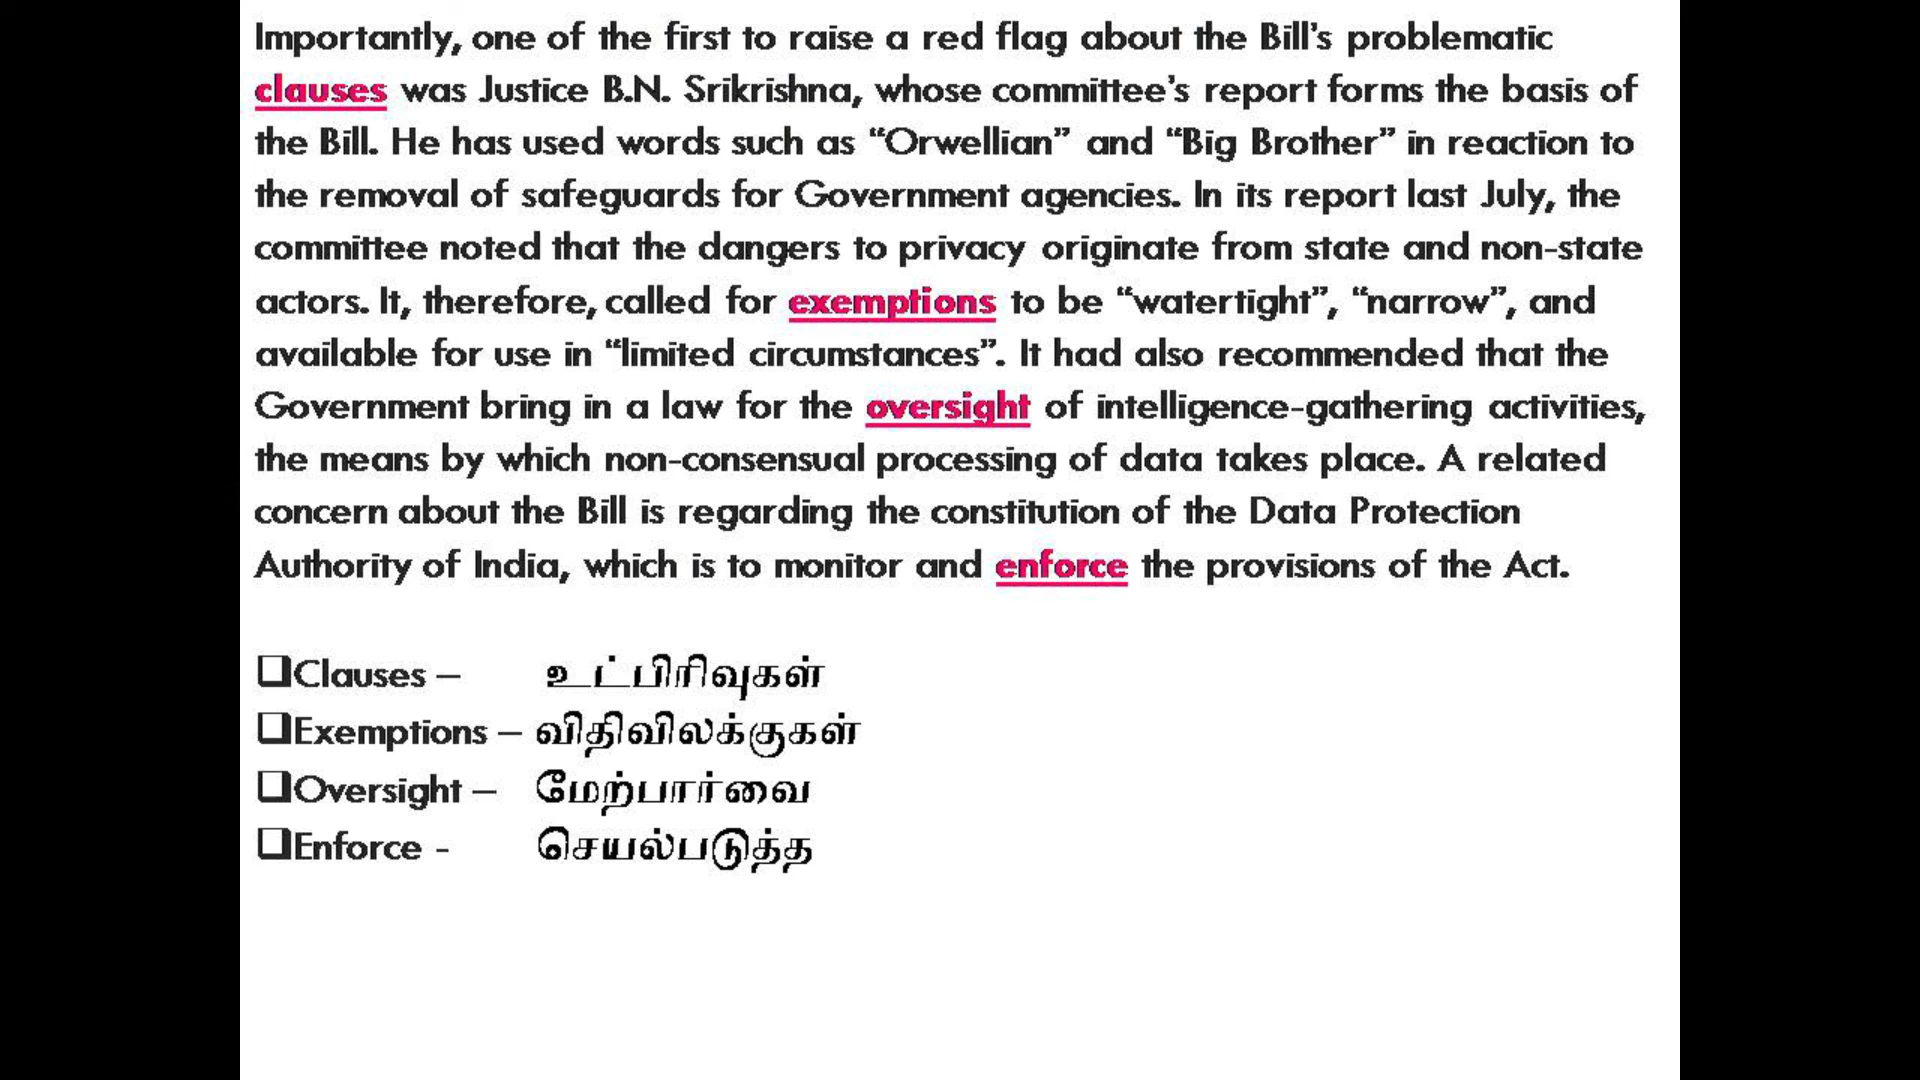 Importantly, one of the first to raise a red flag about the Bill’s problematic
clauses was Justice B.N. Srikrishna, whose committee’s report forms the basis of
the Bill. He has used words such as “Orwellian” and “Big Brother” in reaction to
the removal of safeguards for Government agencies. In its report last July, the
committee noted that the dangers to privacy originate from state and non-state
actors. It, therefore, called for exemptions to be “watertight”, “narrow”, and
available for use in “limited circumstances”. It had also recommended that the
Government bring in a law for the oversight of intelligence-gathering activities,
the means by which non-consensual processing of data takes place. A related
concern about the Bill is regarding the constitution of the Data Protection
Authority of India, which is to monitor and enforce the provisions of the Act.
❑Clauses – உட்பிரிவுகள்
❑Exemptions – விதிவிலக்குகள்
❑Oversight – மேற்பார்வை
❑Enforce - செயல்படுத்த